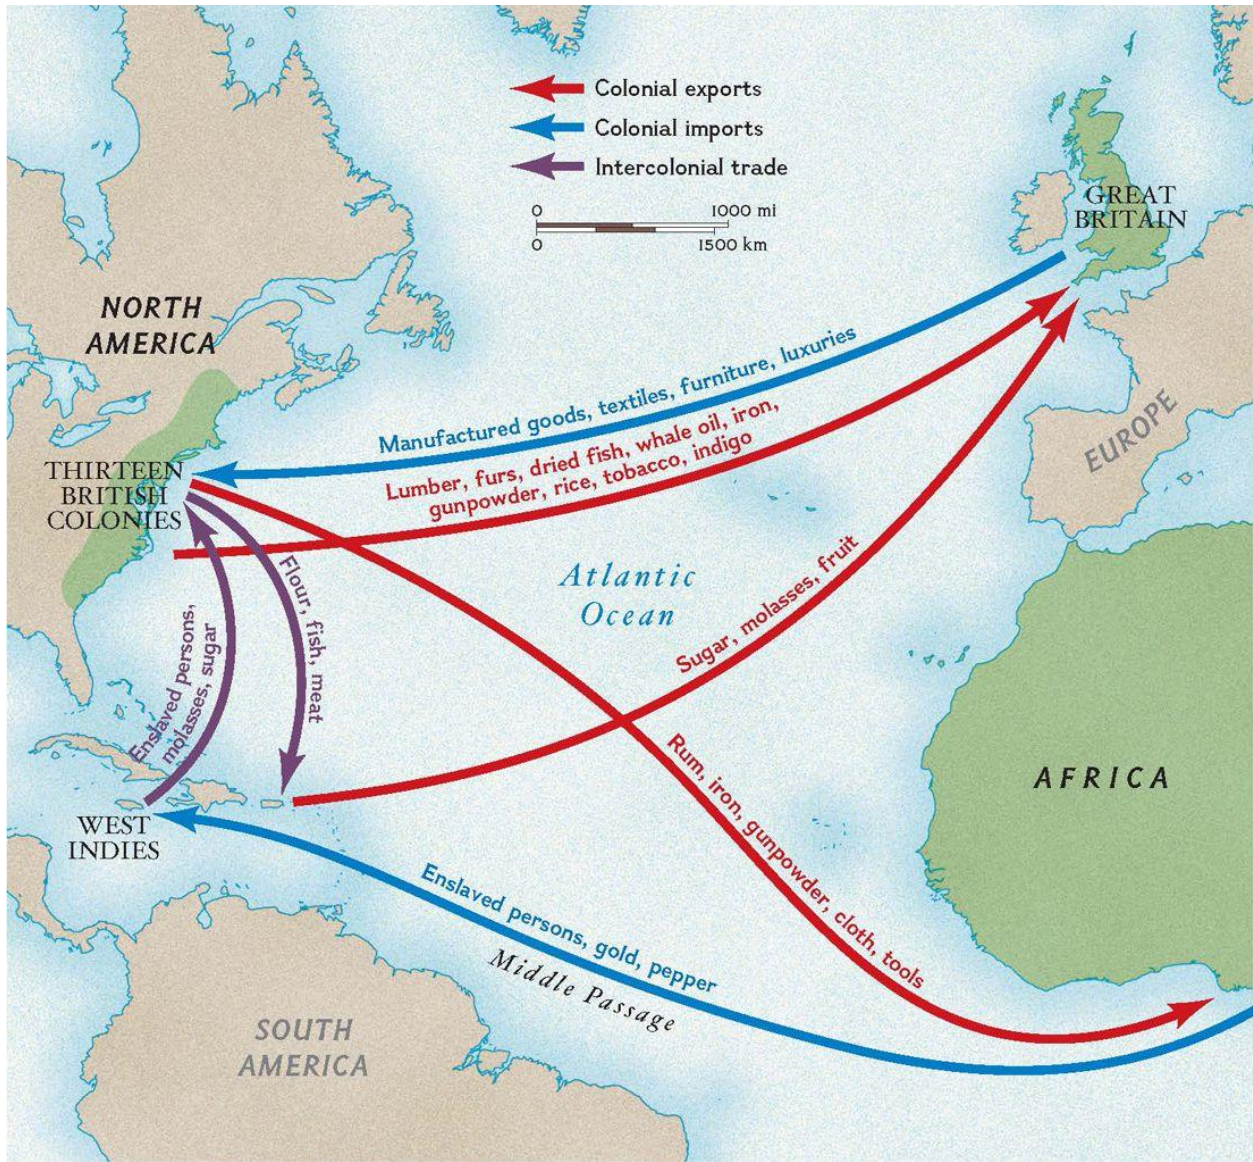 Colonial exports
Colonial imports
Intercolonial trade
0 1000 mi
0 1500 km
GREAT
BRITAIN
NORTH
AMERICA
EUROPE
Manufactured goods, textiles, furniture, luxuries
Lumber, furs, dried fish, whale oil, iron,
gunpowder, rice, tobacco, indigo
THIRTEEN
BRITISH
COLONIES
Atlantic
Ocean
Flour, fish, meat
Enslaved persons,
molasses, sugar
Sugar, molasses, fruit
Rum, iron, gunpowder, cloth, tools
AFRICA
WEST
INDIES
Enslaved persons, gold, pepper
Middle Passage
SOUTH
AMERICA